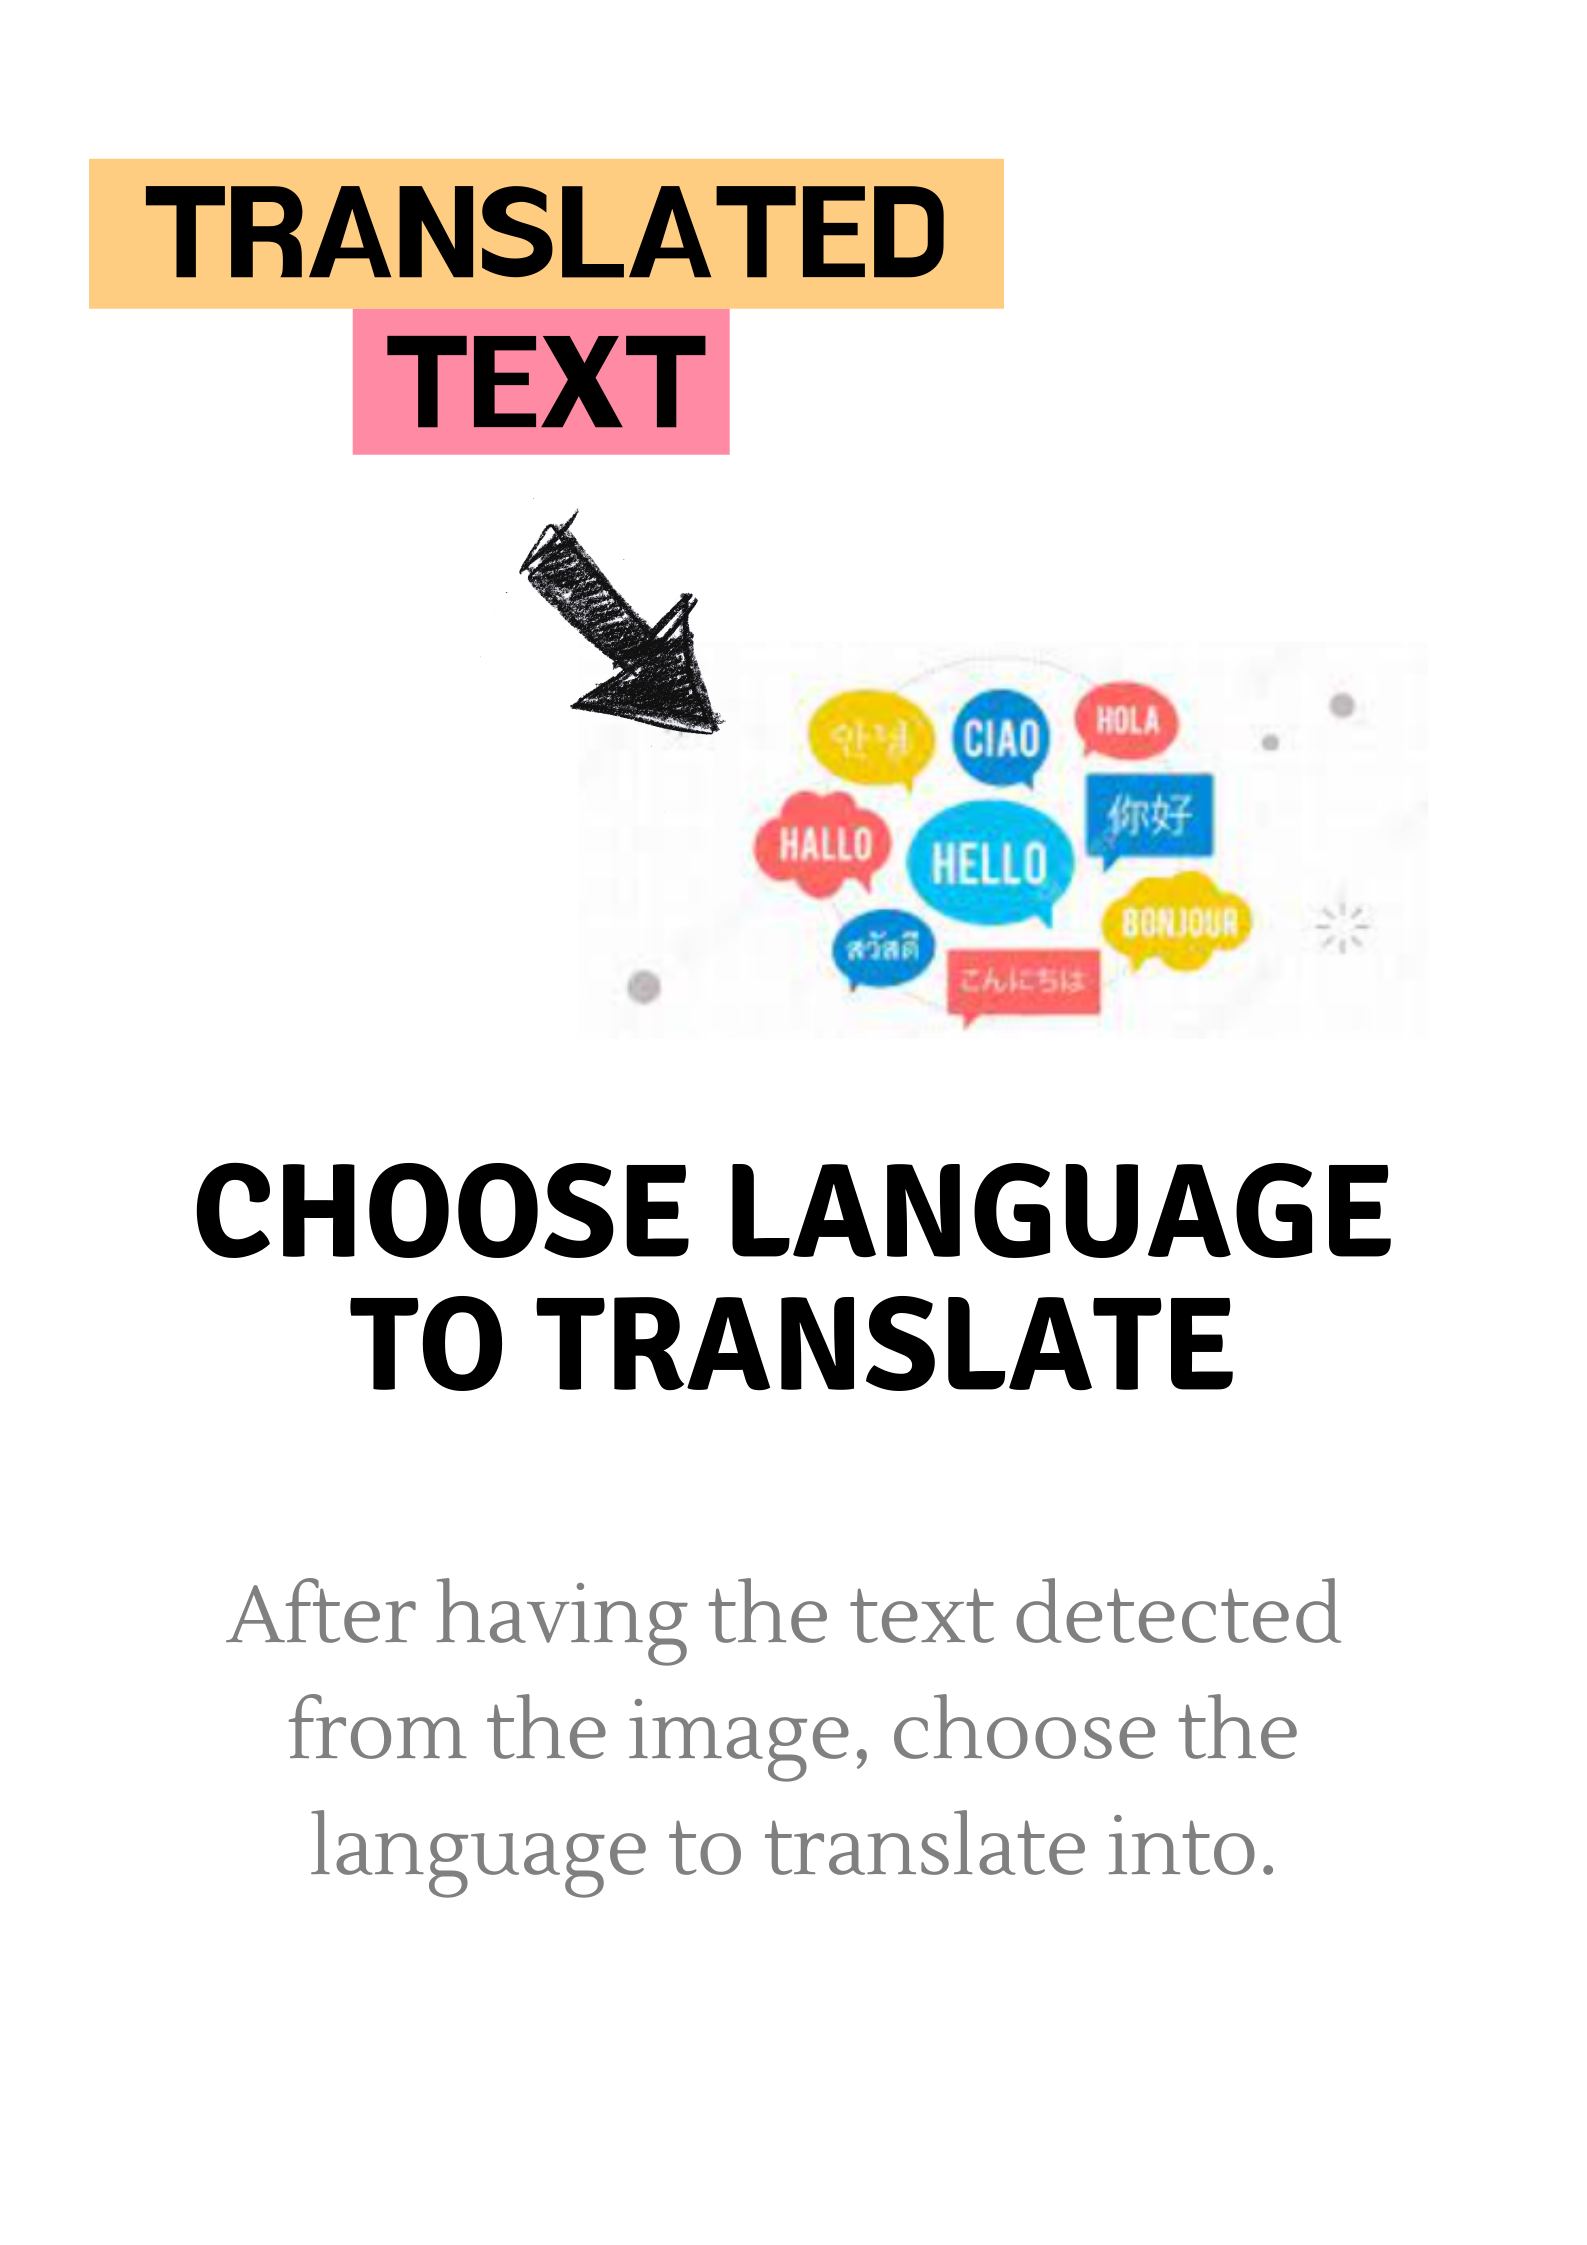 TRANSLATED
TEXT
안녕
CIAO
HOLA
HALLO
HELLO
你好
BONJOUR
สวัสดี
こんにちは
CHOOSE LANGUAGE
TO TRANSLATE
After having the text detected
from the image, choose the
language to translate into.